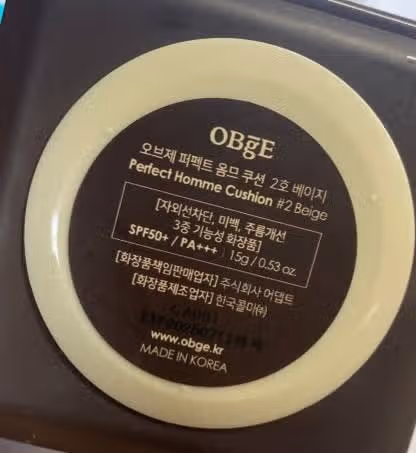 OBgE
오브제 퍼펙트 옴므 쿠션 2호 베이지
Perfect Homme Cushion #2 Beige
[자외선차단, 미백, 주름개선
3중 기능성 화장품]
SPF50+ / PA+++ 15g / 0.53 oz.
[화장품책임판매업자] 주식회사 어댑트
[화장품제조업자] 한국콜마㈜
www.obge.kr
MADE IN KOREA